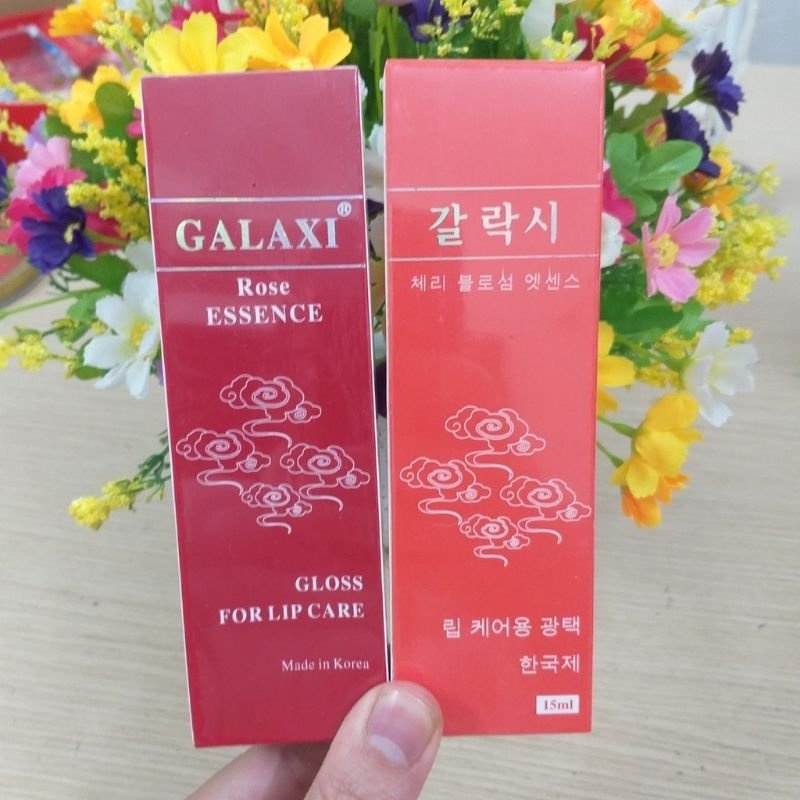 GALAXI®
Rose
ESSENCE
GLOSS
FOR LIP CARE
Made in Korea
갈락시
체리 블로섬 엣센스
립 케어용 광택
한국제
15ml